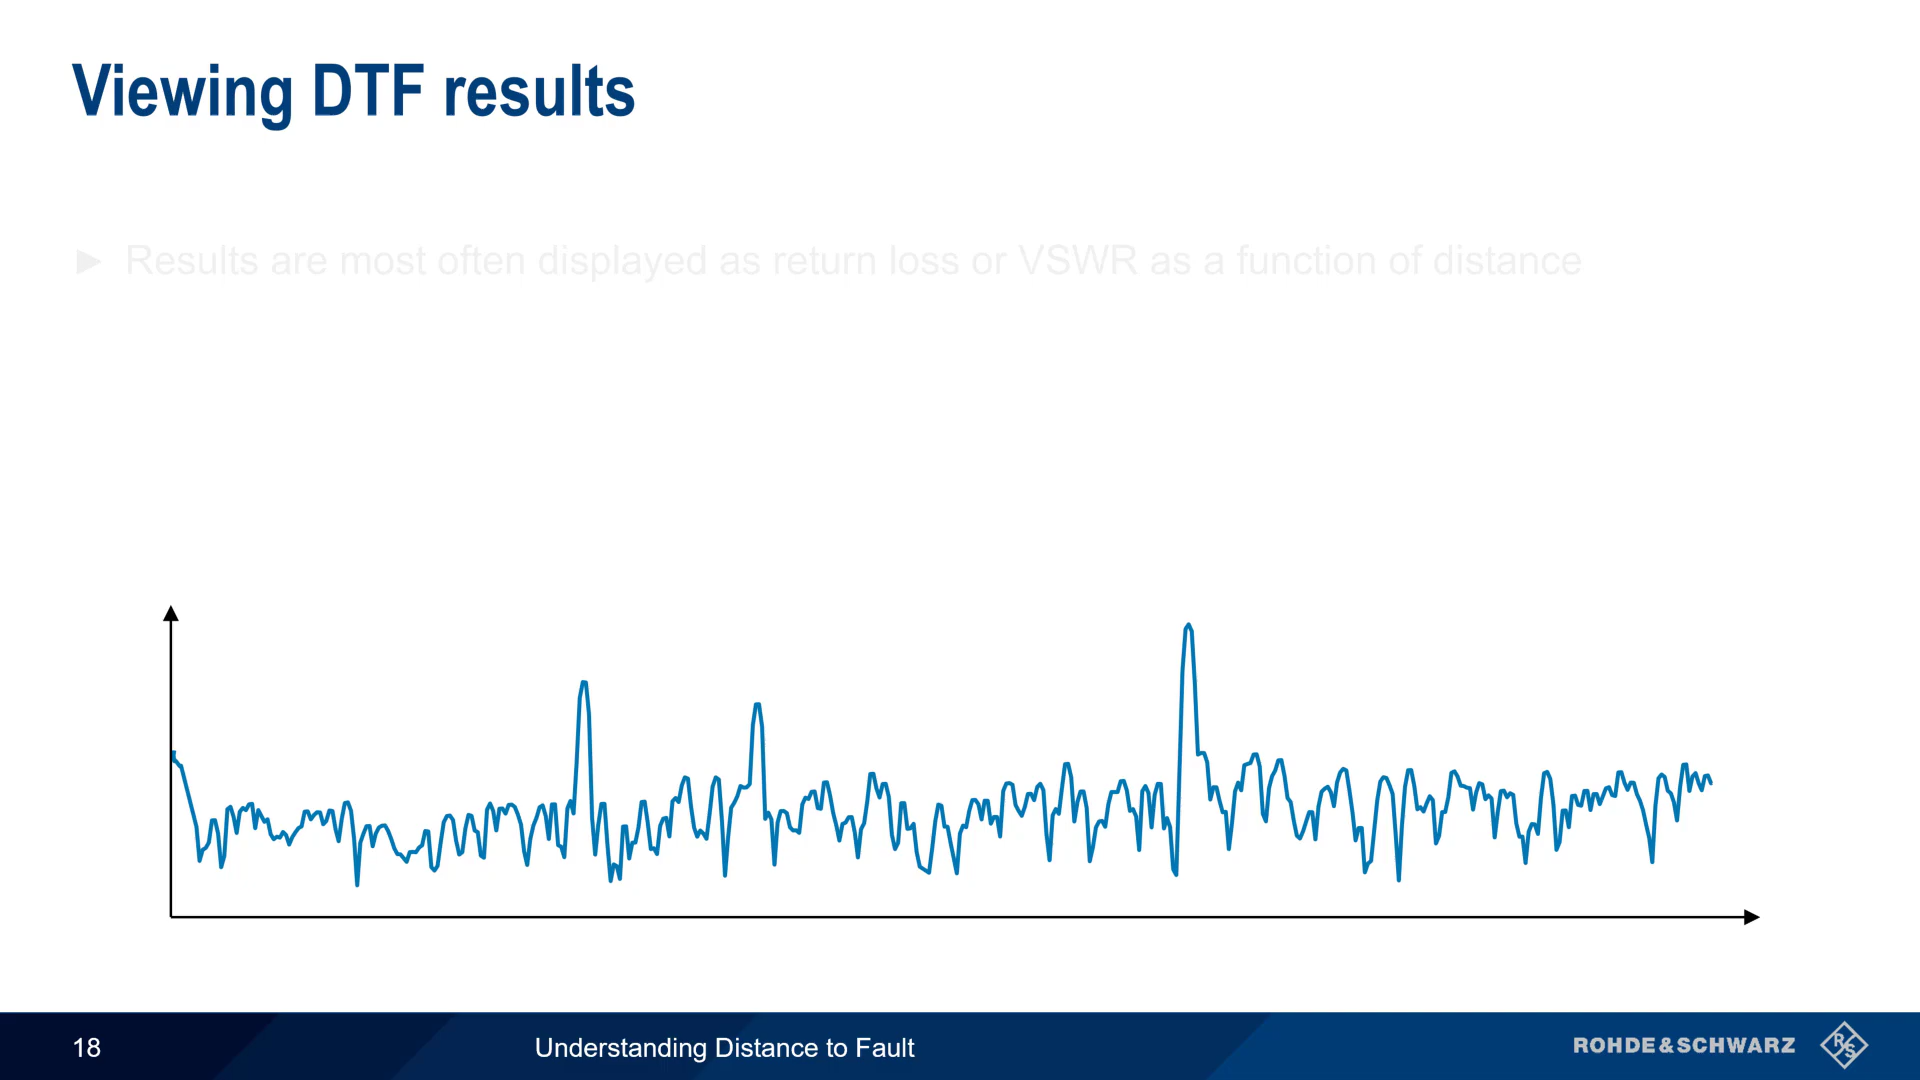 Viewing DTF results
► Results are most often displayed as return loss or VSWR as a function of distance
18
Understanding Distance to Fault
ROHDE&SCHWARZ
R
S